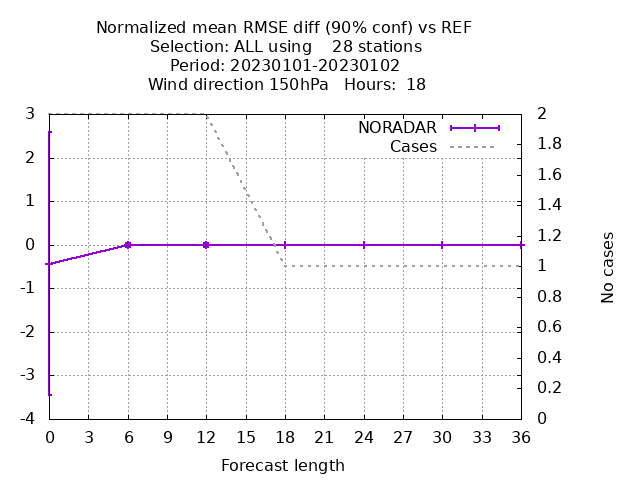 Normalized mean RMSE diff (90% conf) vs REF
Selection: ALL using    28 stations
Period: 20230101-20230102
Wind direction 150hPa   Hours:  18
NORADAR
Cases
3
2
1
0
-1
-2
-3
-4
2
1.8
1.6
1.4
1.2
1
0.8
0.6
0.4
0.2
0
No cases
0 3 6 9 12 15 18 21 24 27 30 33 36
Forecast length